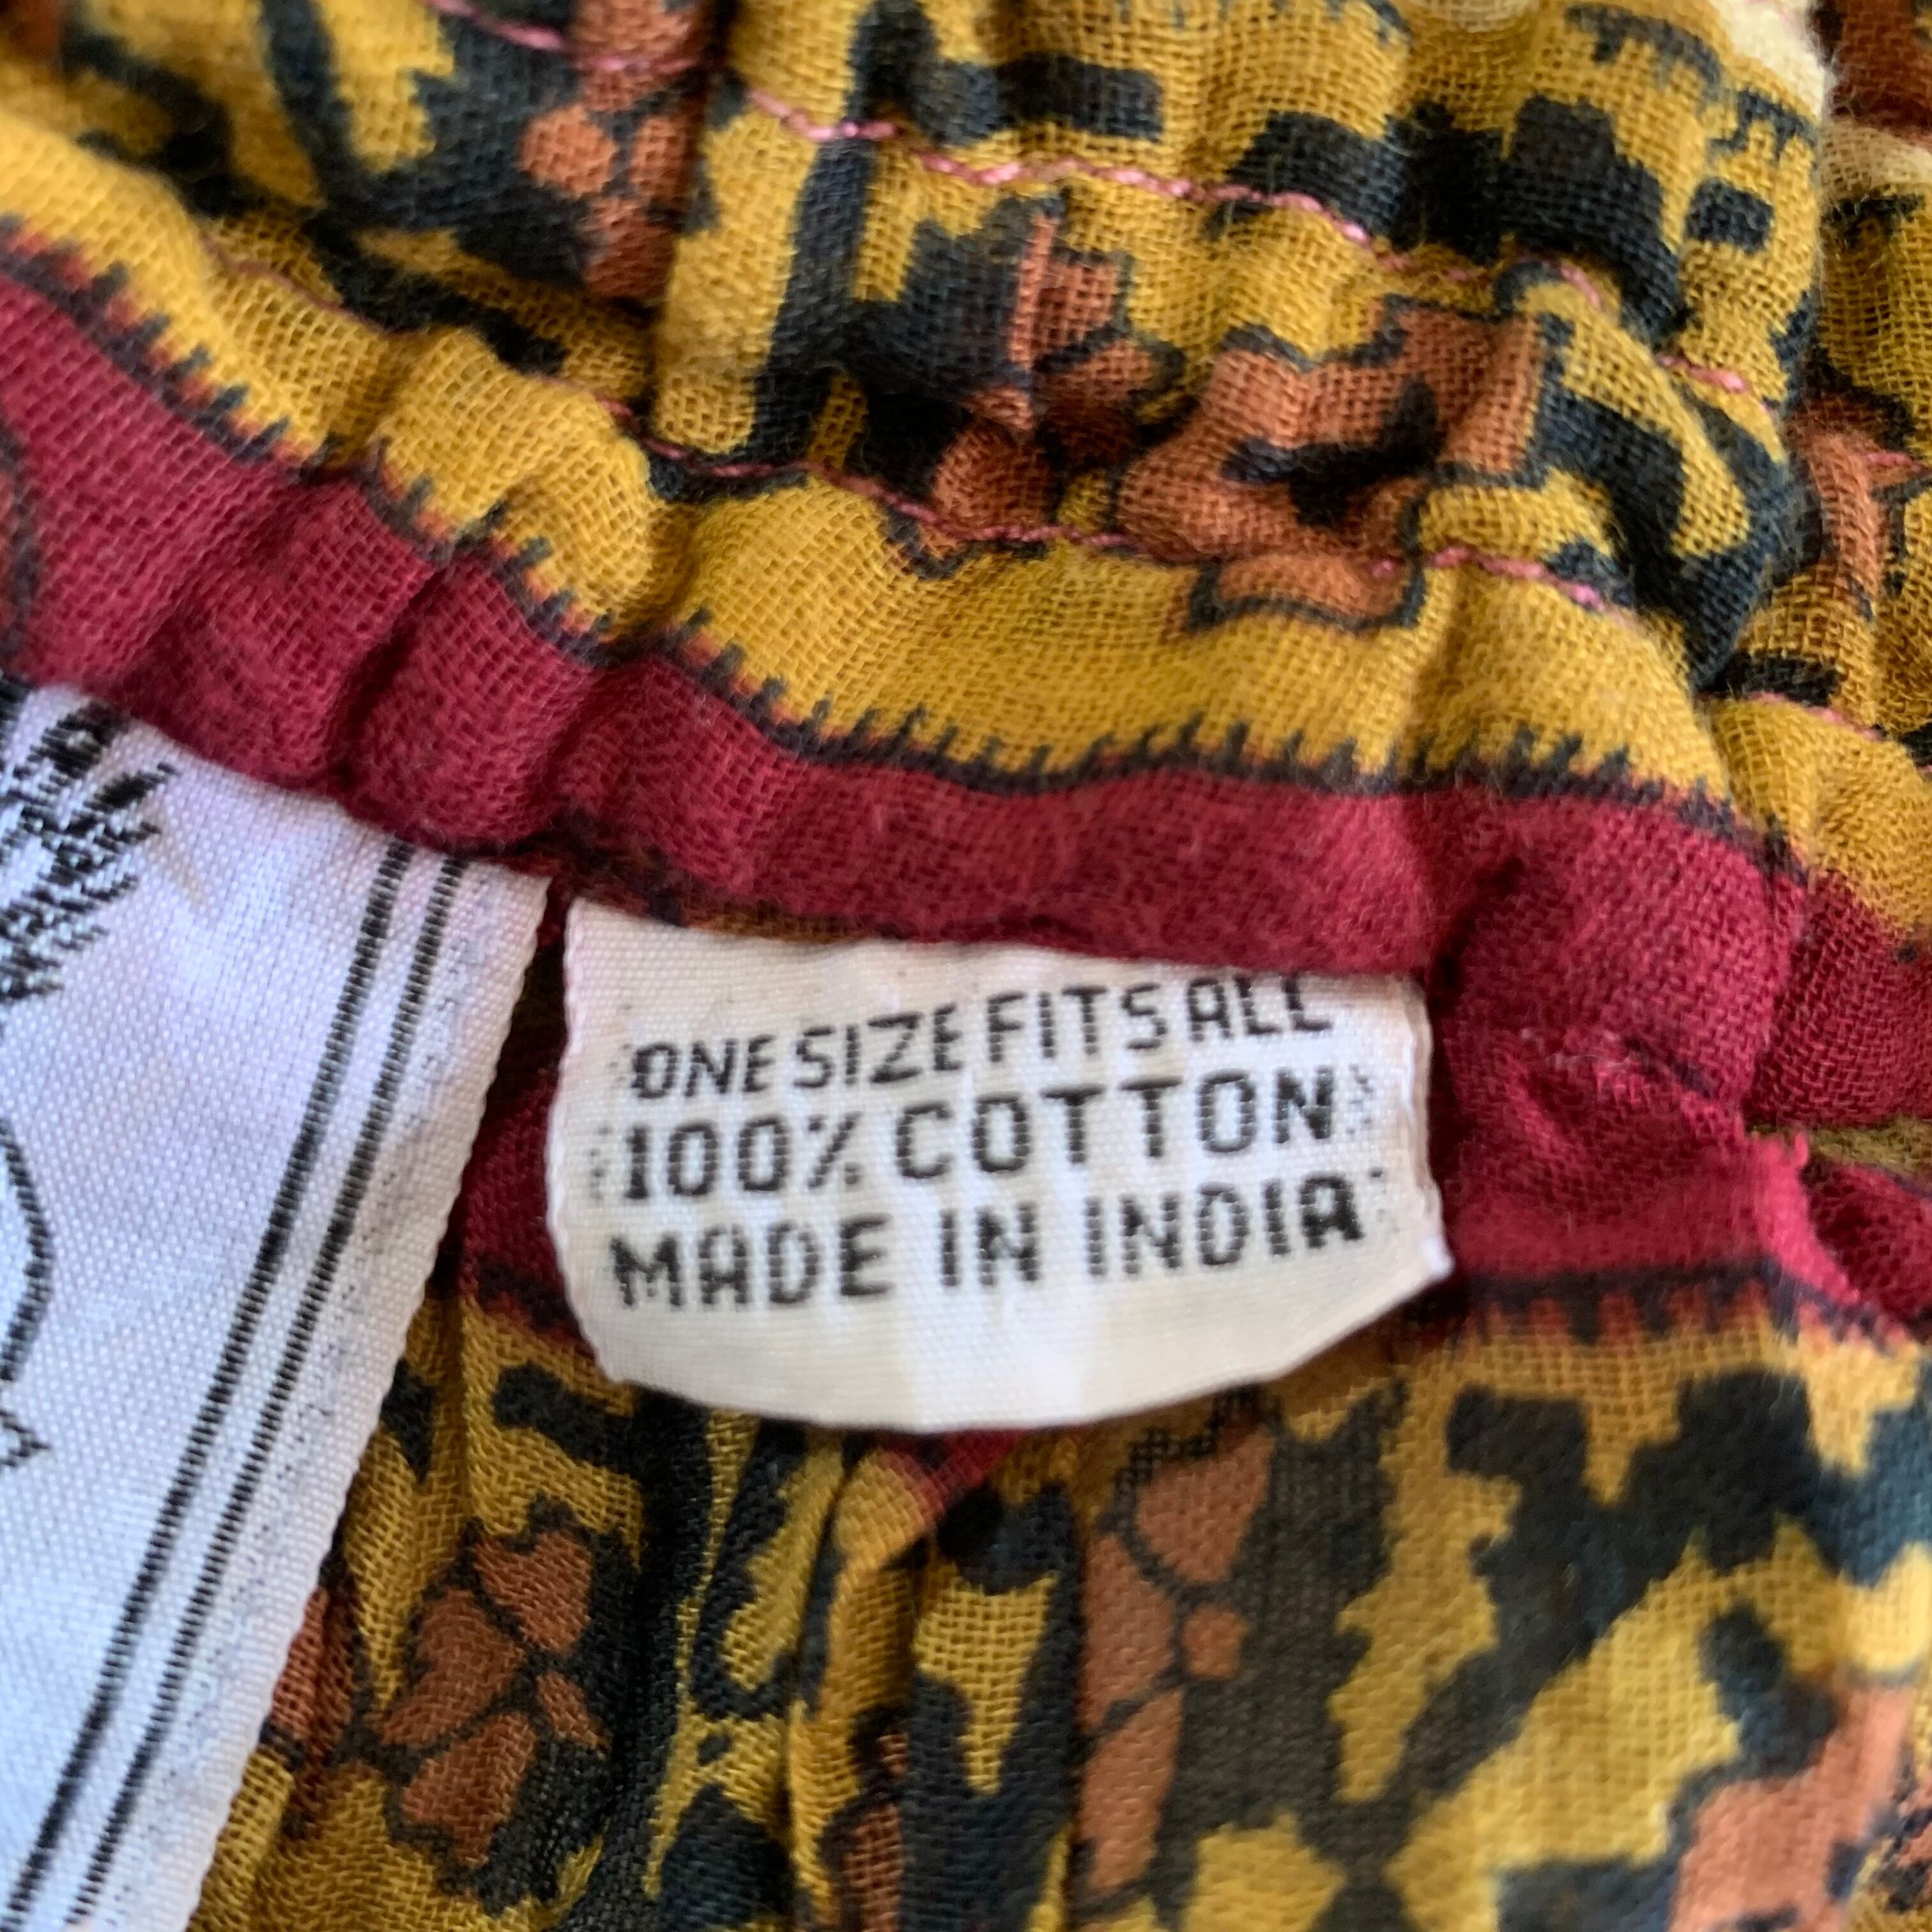 ONE SIZE FITS ALL
100% COTTON
MADE IN INDIA